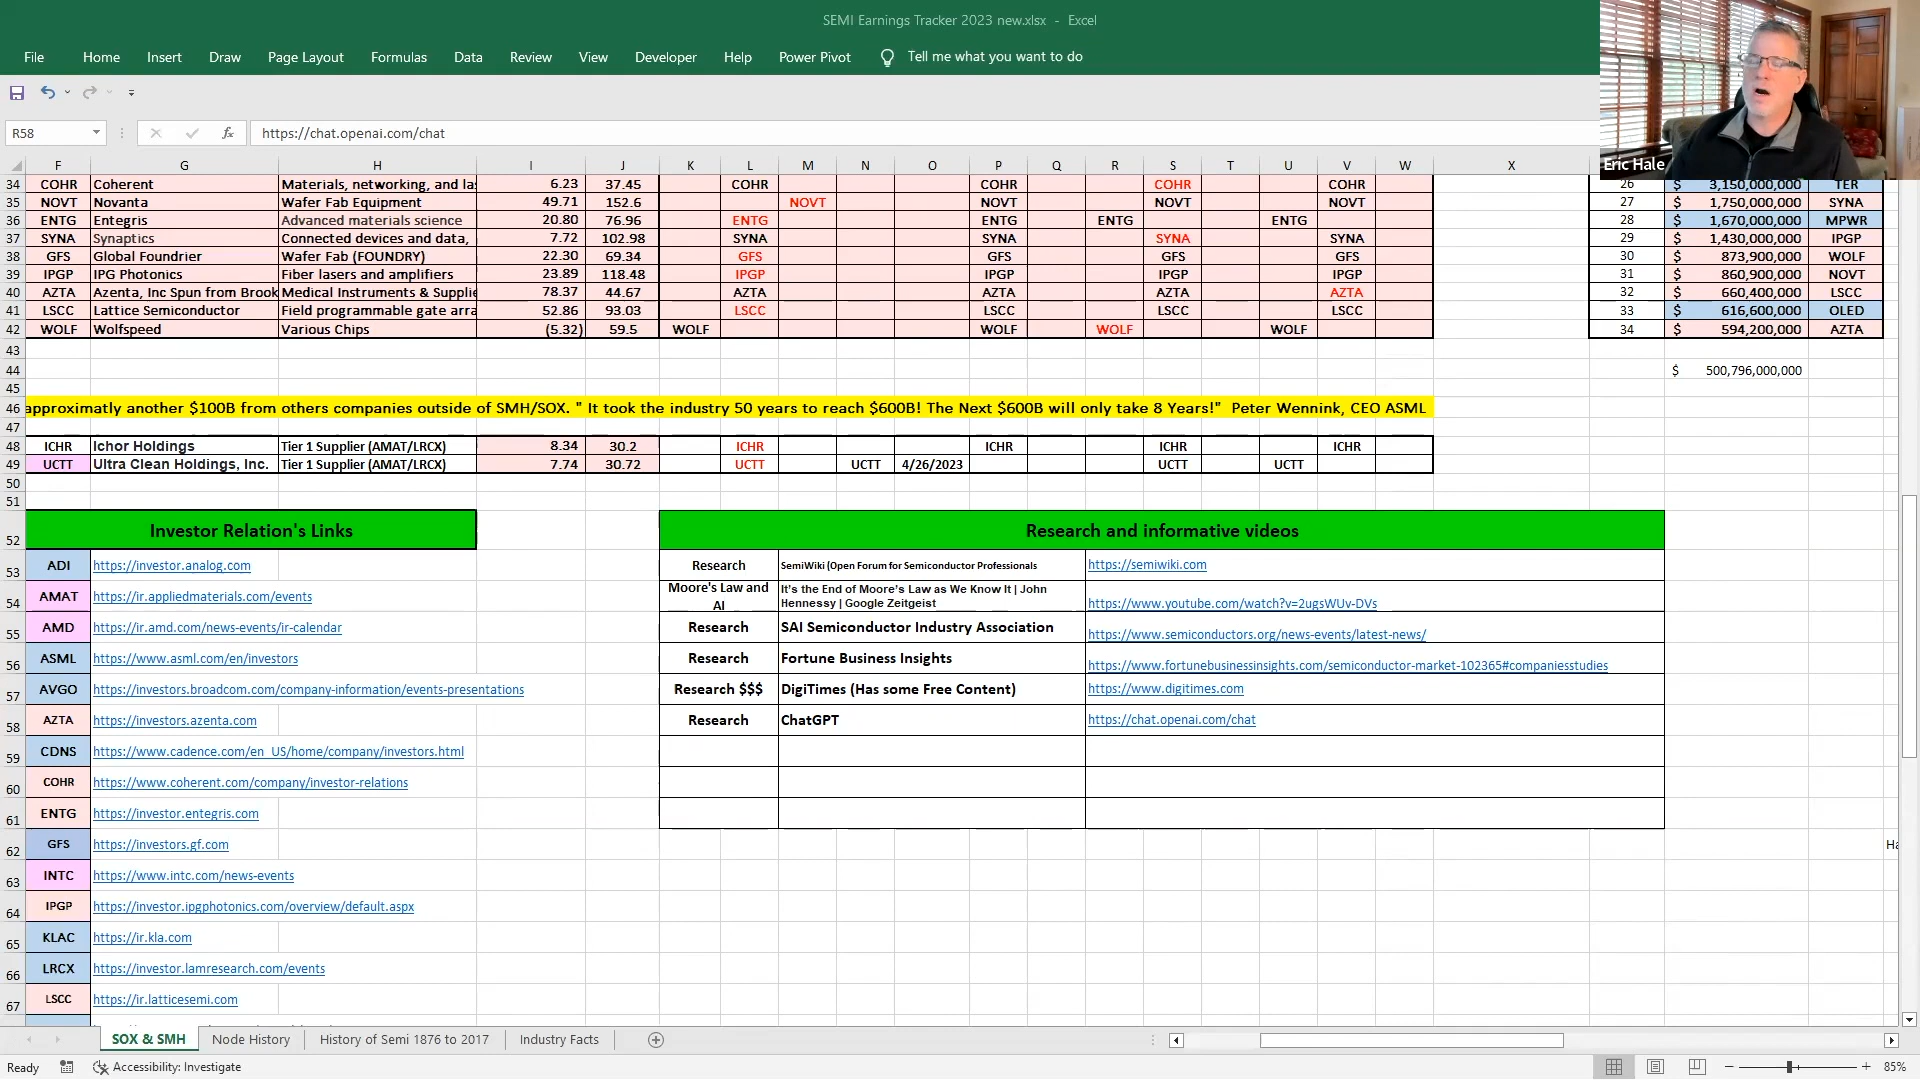 SEMI Earnings Tracker 2023 new.xlsx - Excel
File Home Insert Draw Page Layout Formulas Data Review View Developer Help Power Pivot Tell me what you want to do
Eric Hale
R58 fx https://chat.openai.com/chat
F G H I J K L M N O P Q R S T U V W X
34 COHR Coherent Materials, networking, and las 6.23 37.45 COHR COHR COHR COHR 26 $ 3,150,000,000 TER
35 NOVT Novanta Wafer Fab Equipment 49.71 152.6 NOVT NOVT NOVT NOVT 27 $ 1,750,000,000 SYNA
36 ENTG Entegris Advanced materials science 20.80 76.96 ENTG ENTG ENTG ENTG 28 $ 1,670,000,000 MPWR
37 SYNA Synaptics Connected devices and data, 7.72 102.98 SYNA SYNA SYNA SYNA 29 $ 1,430,000,000 IPGP
38 GFS Global Foundrier Wafer Fab (FOUNDRY) 22.30 69.34 GFS GFS GFS GFS 30 $ 873,900,000 WOLF
39 IPGP IPG Photonics Fiber lasers and amplifiers 23.89 118.48 IPGP IPGP IPGP IPGP 31 $ 860,900,000 NOVT
40 AZTA Azenta, Inc Spun from Brook Medical Instruments & Supplie 78.37 44.67 AZTA AZTA AZTA AZTA 32 $ 660,400,000 LSCC
41 LSCC Lattice Semiconductor Field programmable gate arra 52.86 93.03 LSCC LSCC LSCC LSCC 33 $ 616,600,000 OLED
42 WOLF Wolfspeed Various Chips (5.32) 59.5 WOLF WOLF WOLF WOLF 34 $ 594,200,000 AZTA
43
44 $ 500,796,000,000
45
46 approximatly another $100B from others companies outside of SMH/SOX. " It took the industry 50 years to reach $600B! The Next $600B will only take 8 Years!" Peter Wennink, CEO ASML
47
48 ICHR Ichor Holdings Tier 1 Supplier (AMAT/LRCX) 8.34 30.2 ICHR ICHR ICHR ICHR
49 UCTT Ultra Clean Holdings, Inc. Tier 1 Supplier (AMAT/LRCX) 7.74 30.72 UCTT UCTT 4/26/2023 UCTT UCTT
50
51
52 Investor Relation's Links Research and informative videos
53 ADI https://investor.analog.com Research SemiWiki (Open Forum for Semiconductor Professionals https://semiwiki.com
54 AMAT https://ir.appliedmaterials.com/events Moore's Law and AI It's the End of Moore's Law as We Know It | John Hennessy | Google Zeitgeist https://www.youtube.com/watch?v=2ugsWUv-DVs
55 AMD https://ir.amd.com/news-events/ir-calendar Research SAI Semiconductor Industry Association https://www.semiconductors.org/news-events/latest-news/
56 ASML https://www.asml.com/en/investors Research Fortune Business Insights https://www.fortunebusinessinsights.com/semiconductor-market-102365#companiesstudies
57 AVGO https://investors.broadcom.com/company-information/events-presentations Research $$$ DigiTimes (Has some Free Content) https://www.digitimes.com
58 AZTA https://investors.azenta.com Research ChatGPT https://chat.openai.com/chat
59 CDNS https://www.cadence.com/en_US/home/company/investors.html
60 COHR https://www.coherent.com/company/investor-relations
61 ENTG https://investor.entegris.com
62 GFS https://investors.gf.com Ha
63 INTC https://www.intc.com/news-events
64 IPGP https://investor.ipgphotonics.com/overview/default.aspx
65 KLAC https://ir.kla.com
66 LRCX https://investor.lamresearch.com/events
67 LSCC https://ir.latticesemi.com
SOX & SMH Node History History of Semi 1876 to 2017 Industry Facts
Ready Accessibility: Investigate 85%